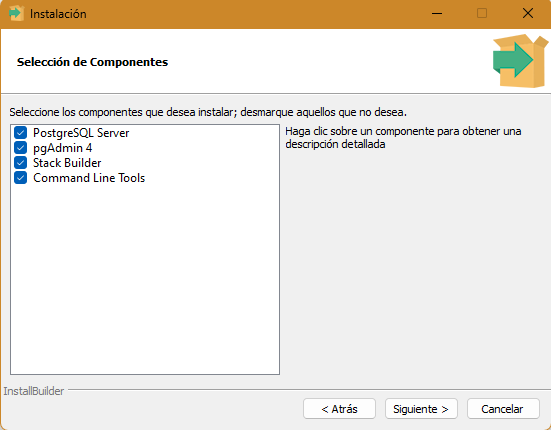 Instalación
Selección de Componentes
Seleccione los componentes que desea instalar; desmarque aquellos que no desea.
PostgreSQL Server
pgAdmin 4
Stack Builder
Command Line Tools
Haga clic sobre un componente para obtener una
descripción detallada
InstallBuilder
< Atrás
Siguiente >
Cancelar